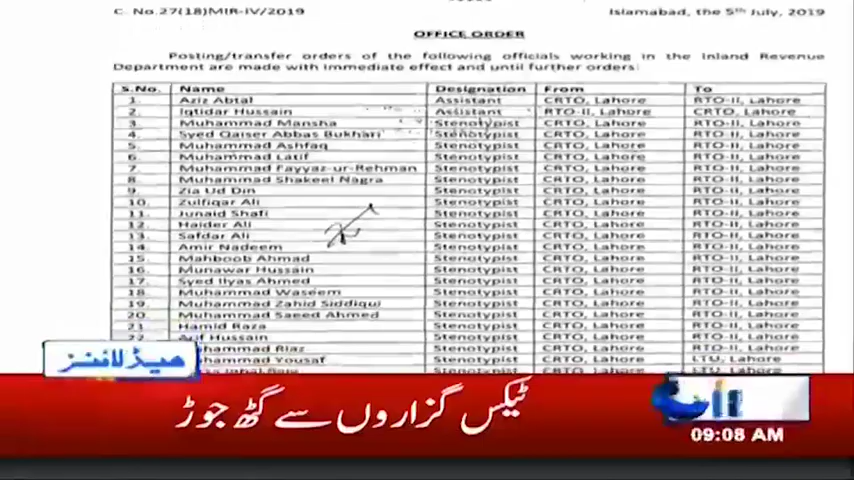 C. No.27(18)MIR-IV/2019 Islamabad, the 5th July, 2019
OFFICE ORDER
Posting/transfer orders of the following officials working in the Inland Revenue
Department are made with immediate effect and until further orders:
S.No. Name Designation From To
1. Aziz Abtal Assistant CRTO, Lahore RTO-II, Lahore
2. Iqtidar Hussain Assistant RTO-II, Lahore CRTO, Lahore
3. Muhammad Mansha Stenotypist CRTO, Lahore RTO-II, Lahore
4. Syed Qaiser Abbas Bukhari Stenotypist CRTO, Lahore RTO-II, Lahore
5. Muhammad Ashfaq Stenotypist CRTO, Lahore RTO-II, Lahore
6. Muhammad Latif Stenotypist CRTO, Lahore RTO-II, Lahore
7. Muhammad Fayyaz-ur-Rehman Stenotypist CRTO, Lahore RTO-II, Lahore
8. Muhammad Shakeel Nagra Stenotypist CRTO, Lahore RTO-II, Lahore
9. Zia Ud Din Stenotypist CRTO, Lahore RTO-II, Lahore
10. Zulfiqar Ali Stenotypist CRTO, Lahore RTO-II, Lahore
11. Junaid Shafi Stenotypist CRTO, Lahore RTO-II, Lahore
12. Haider Ali Stenotypist CRTO, Lahore RTO-II, Lahore
13. Safdar Ali Stenotypist CRTO, Lahore RTO-II, Lahore
14. Amir Nadeem Stenotypist CRTO, Lahore RTO-II, Lahore
15. Mahboob Ahmad Stenotypist CRTO, Lahore RTO-II, Lahore
16. Munawar Hussain Stenotypist CRTO, Lahore RTO-II, Lahore
17. Syed Ilyas Ahmed Stenotypist CRTO, Lahore RTO-II, Lahore
18. Muhammad Waseem Stenotypist CRTO, Lahore RTO-II, Lahore
19. Muhammad Zahid Siddiqui Stenotypist CRTO, Lahore RTO-II, Lahore
20. Muhammad Saeed Ahmed Stenotypist CRTO, Lahore RTO-II, Lahore
21 Hamid Raza Stenotypist CRTO, Lahore RTO-II, Lahore
22 Arif Hussain Stenotypist CRTO, Lahore RTO-II, Lahore
Riaz Stenotypist CRTO, Lahore RTO-II, Lahore
Yousaf Stenotypist CRTO, Lahore LTU, Lahore
ہیڈلائنز
ٹیکس گزاروں سے گٹھ جوڑ
09:08 AM